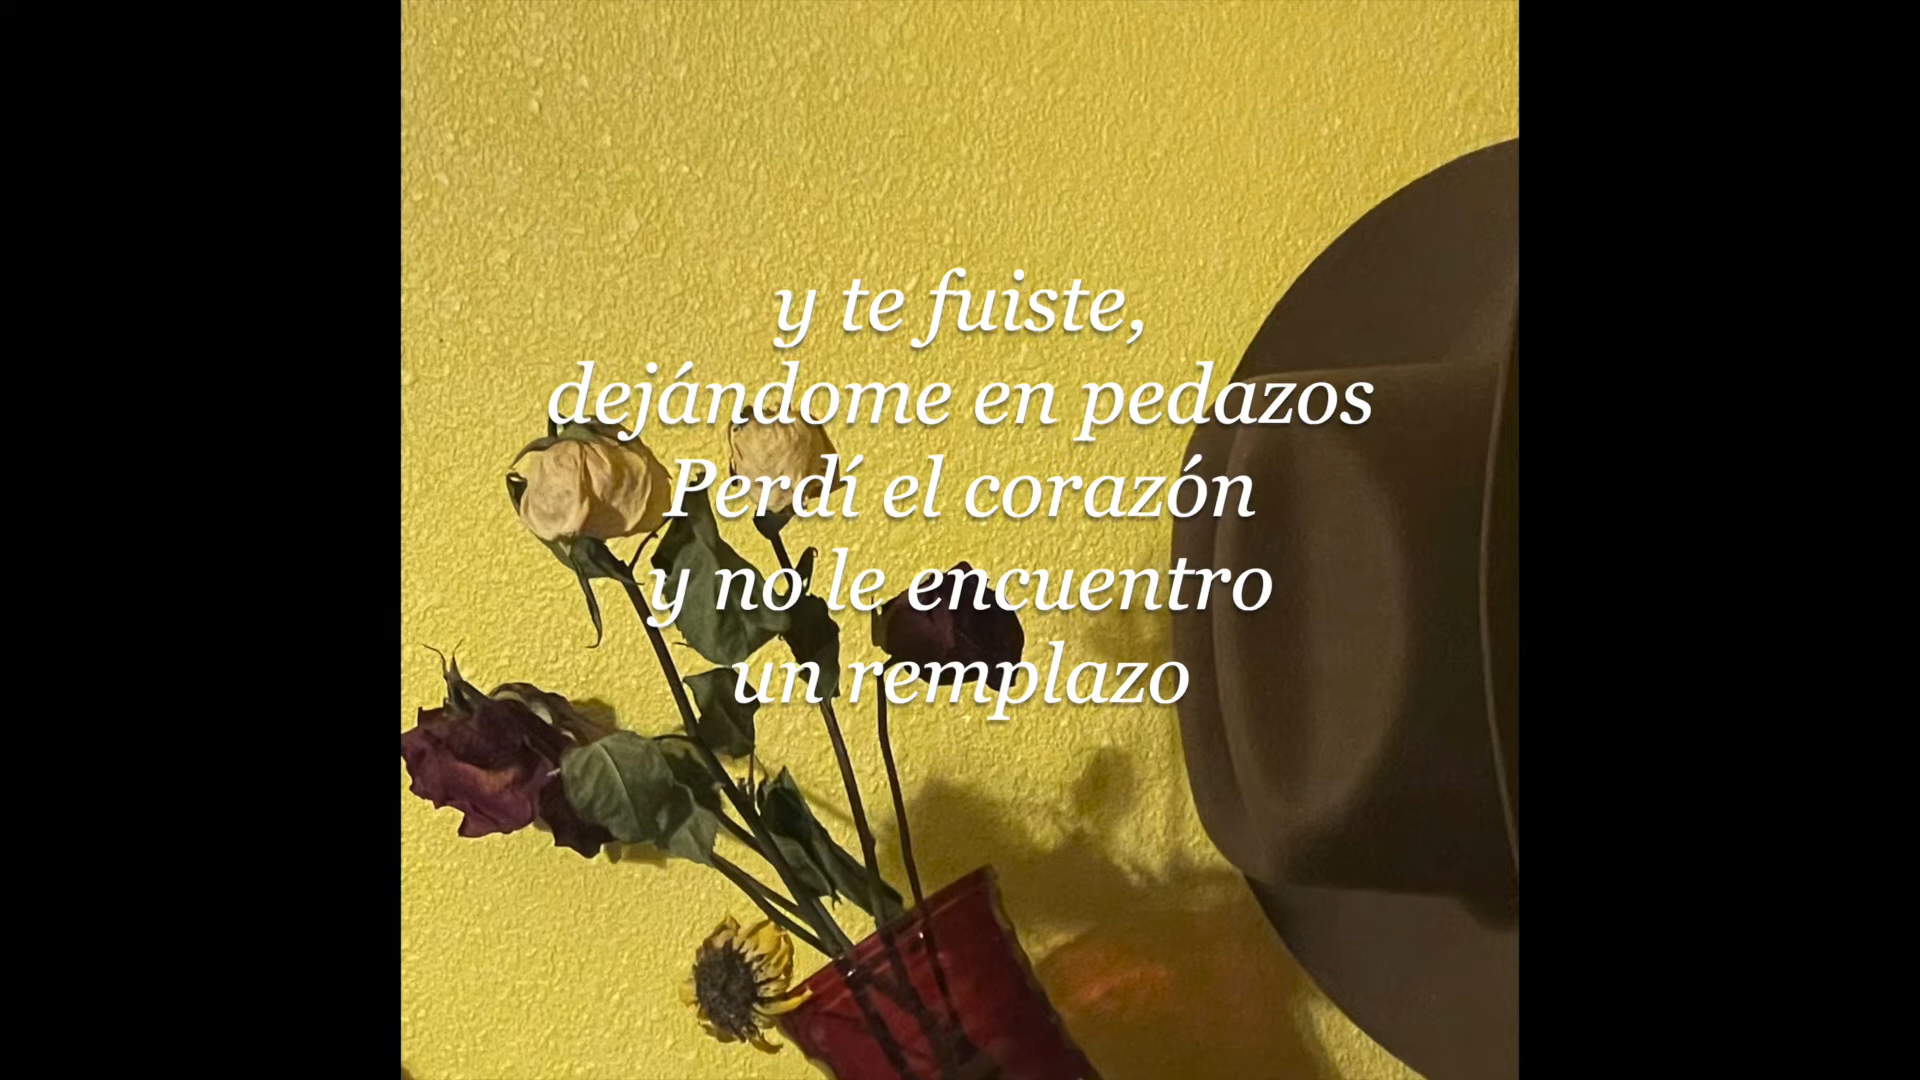 y te fuiste,
dejándome en pedazos
Perdí el corazón
y no le encuentro
un remplazo